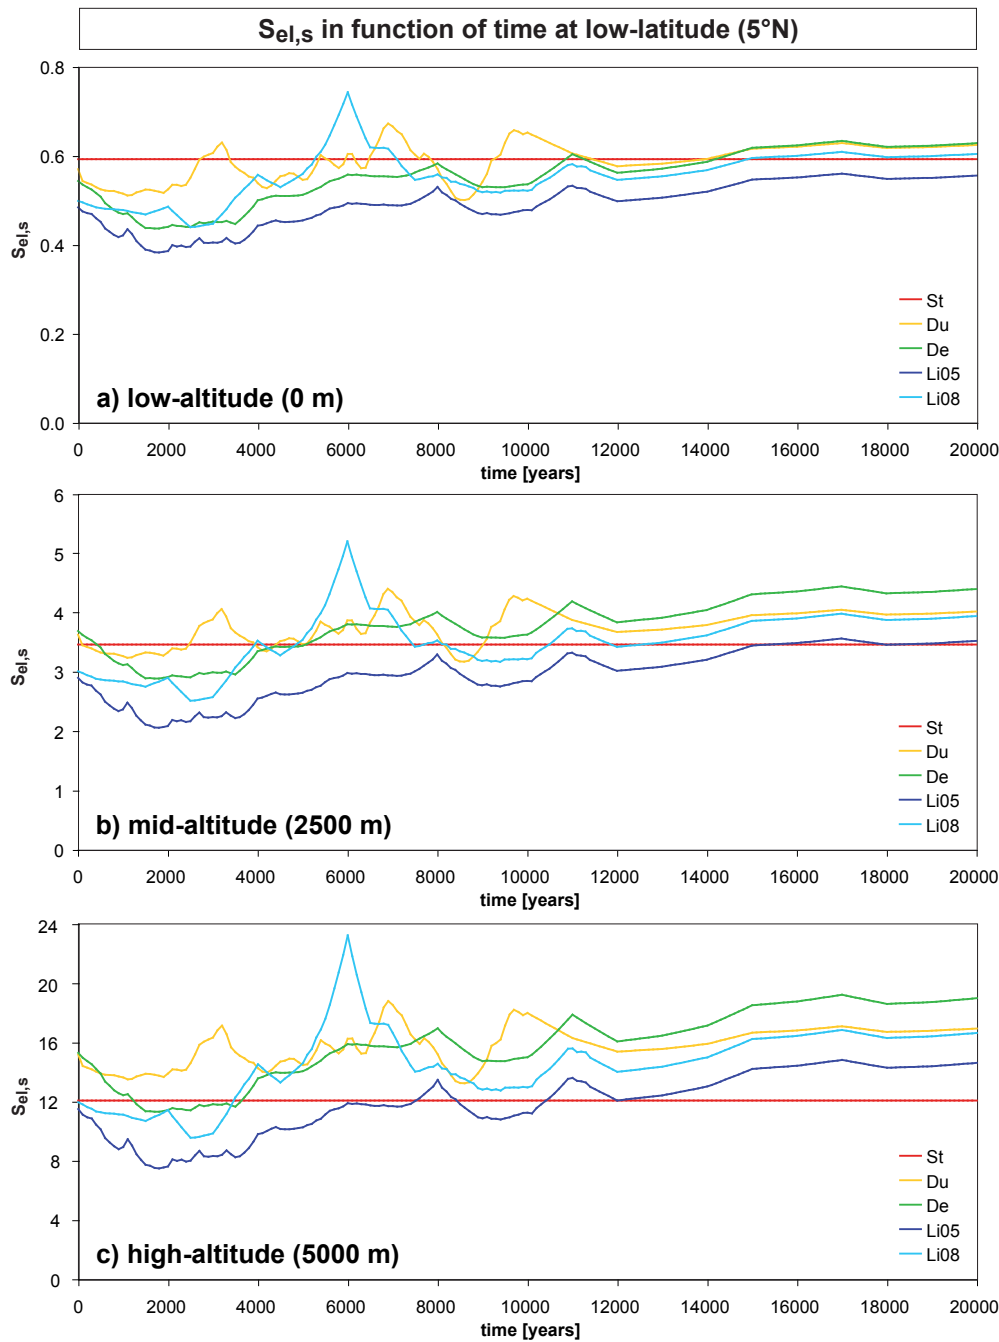 Sel,s in function of time at low-latitude (5°N)
0.8
0.6
0.4
0.2
0.0
Sel,s
St
Du
De
Li05
Li08
a) low-altitude (0 m)
0 2000 4000 6000 8000 10000 12000 14000 16000 18000 20000
time [years]
6
5
4
3
2
1
0
Sel,s
St
Du
De
Li05
Li08
b) mid-altitude (2500 m)
0 2000 4000 6000 8000 10000 12000 14000 16000 18000 20000
time [years]
24
20
16
12
8
4
0
Sel,s
St
Du
De
Li05
Li08
c) high-altitude (5000 m)
0 2000 4000 6000 8000 10000 12000 14000 16000 18000 20000
time [years]